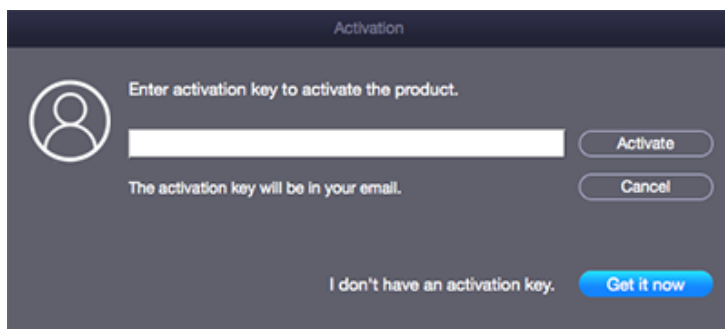 Activation
Enter activation key to activate the product.
Activate
The activation key will be in your email.
Cancel
I don't have an activation key.
Get it now